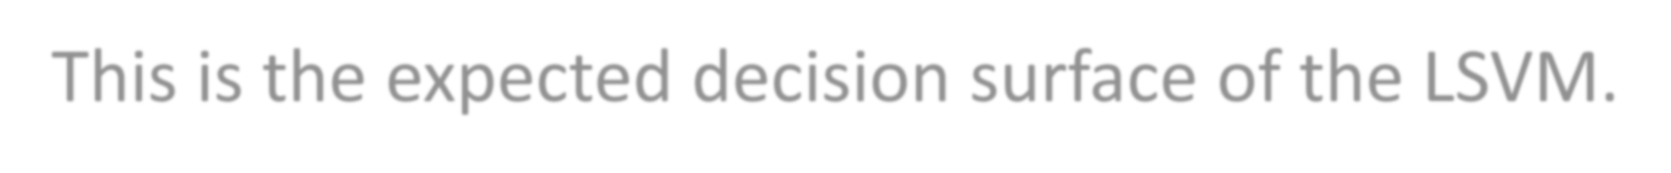 This is the expected decision surface of the LSVM.